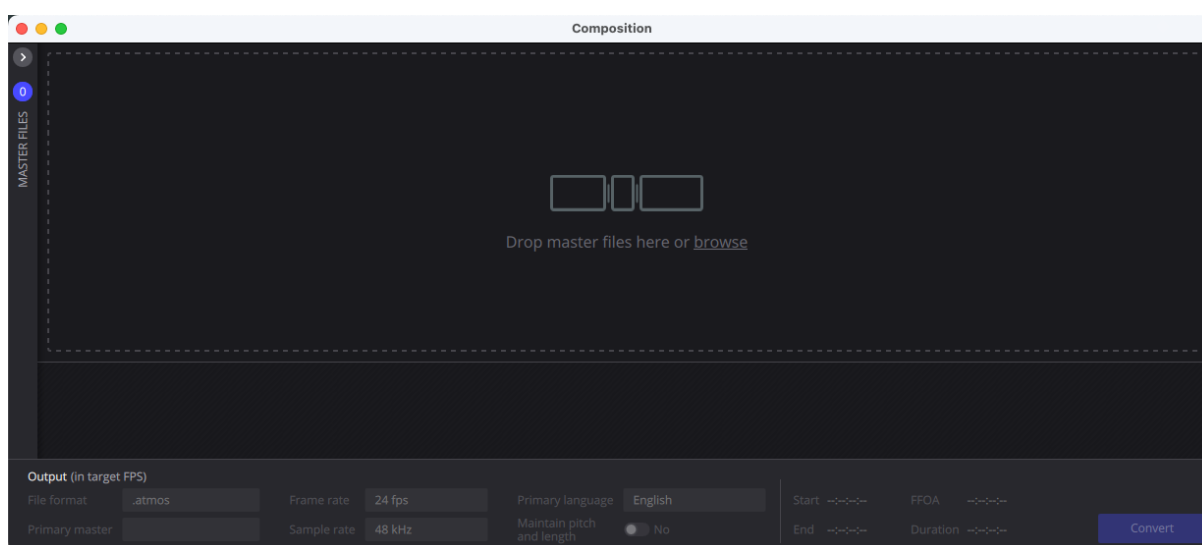 Composition
0
MASTER FILES
Drop master files here or browse
Output (in target FPS)
File format .atmos Frame rate 24 fps Primary language English Start --:--:--:-- FFOA --:--:--:--
Primary master Sample rate 48 kHz Maintain pitch and length No End --:--:--:-- Duration --:--:--:-- Convert